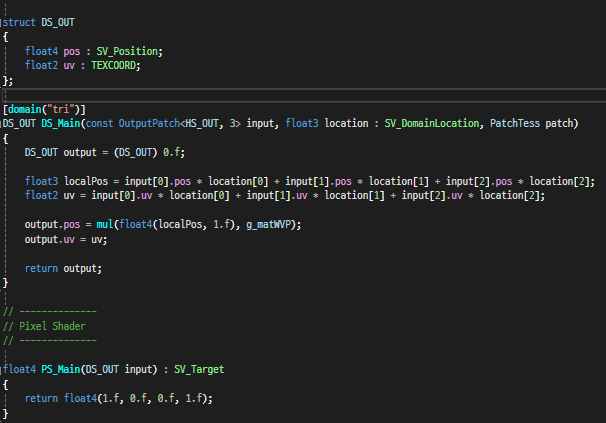 struct DS_OUT
{
    float4 pos : SV_Position;
    float2 uv : TEXCOORD;
};
[domain("tri")]
DS_OUT DS_Main(const OutputPatch<HS_OUT, 3> input, float3 location : SV_DomainLocation, PatchTess patch)
{
    DS_OUT output = (DS_OUT) 0.f;
    float3 localPos = input[0].pos * location[0] + input[1].pos * location[1] + input[2].pos * location[2];
    float2 uv = input[0].uv * location[0] + input[1].uv * location[1] + input[2].uv * location[2];
    output.pos = mul(float4(localPos, 1.f), g_matWVP);
    output.uv = uv;
    return output;
}
// --------------
// Pixel Shader
// --------------
float4 PS_Main(DS_OUT input) : SV_Target
{
    return float4(1.f, 0.f, 0.f, 1.f);
}